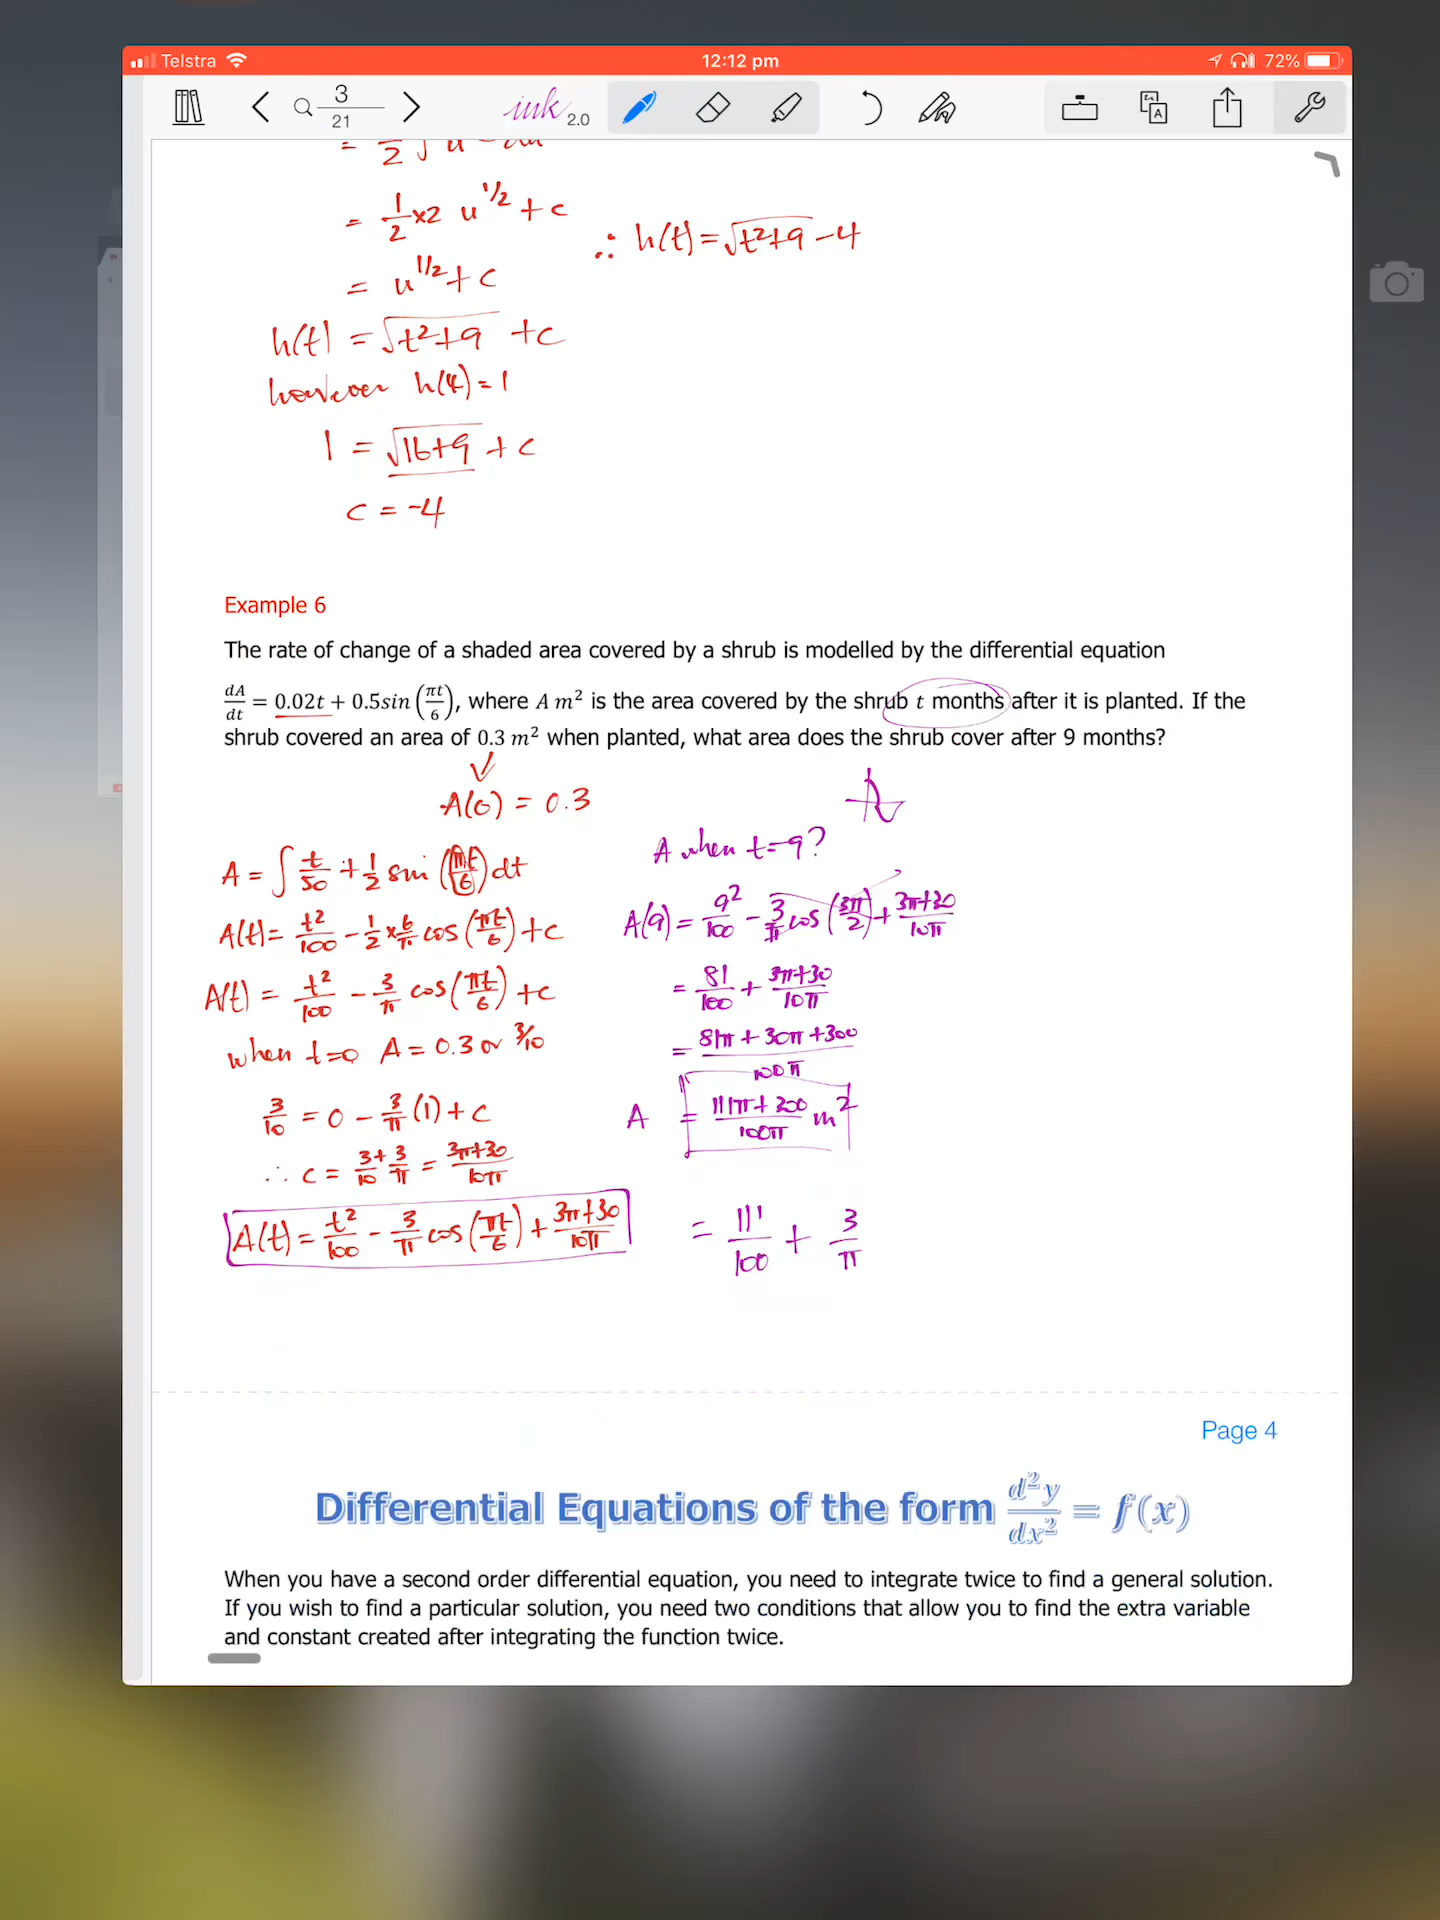 Telstra 12:12 pm 72%
3
21
ink 2.0
= 1/2 ∫ u du
= 1/2 ×2 u^1/2 + c
∴ h(t) = √t²+9 - 4
= u^1/2 + c
h(t) = √t²+9 + c
however h(4) = 1
1 = √16+9 + c
c = -4
Example 6
The rate of change of a shaded area covered by a shrub is modelled by the differential equation
dA/dt = 0.02t + 0.5sin (πt/6), where A m² is the area covered by the shrub t months after it is planted. If the
shrub covered an area of 0.3 m² when planted, what area does the shrub cover after 9 months?
A(0) = 0.3
A = ∫ t/50 + 1/2 sin (πt/6) dt
A(t) = t²/100 - 1/2 × 6/π cos (πt/6) + c
A(t) = t²/100 - 3/π cos (πt/6) + c
when t=0 A = 0.3 or 3/10
3/10 = 0 - 3/π (1) + c
∴ c = 3/10 + 3/π = 3π+30/10π
A(t) = t²/100 - 3/π cos (πt/6) + 3π+30/10π
A when t=9?
A(9) = 9²/100 - 3/π cos (3π/2) + 3π+30/10π
= 81/100 + 3π+30/10π
= 81π + 30π + 300/100π
A = 111π + 300/100π m²
= 111/100 + 3/π
Page 4
Differential Equations of the form d²y/dx² = f(x)
When you have a second order differential equation, you need to integrate twice to find a general solution.
If you wish to find a particular solution, you need two conditions that allow you to find the extra variable
and constant created after integrating the function twice.